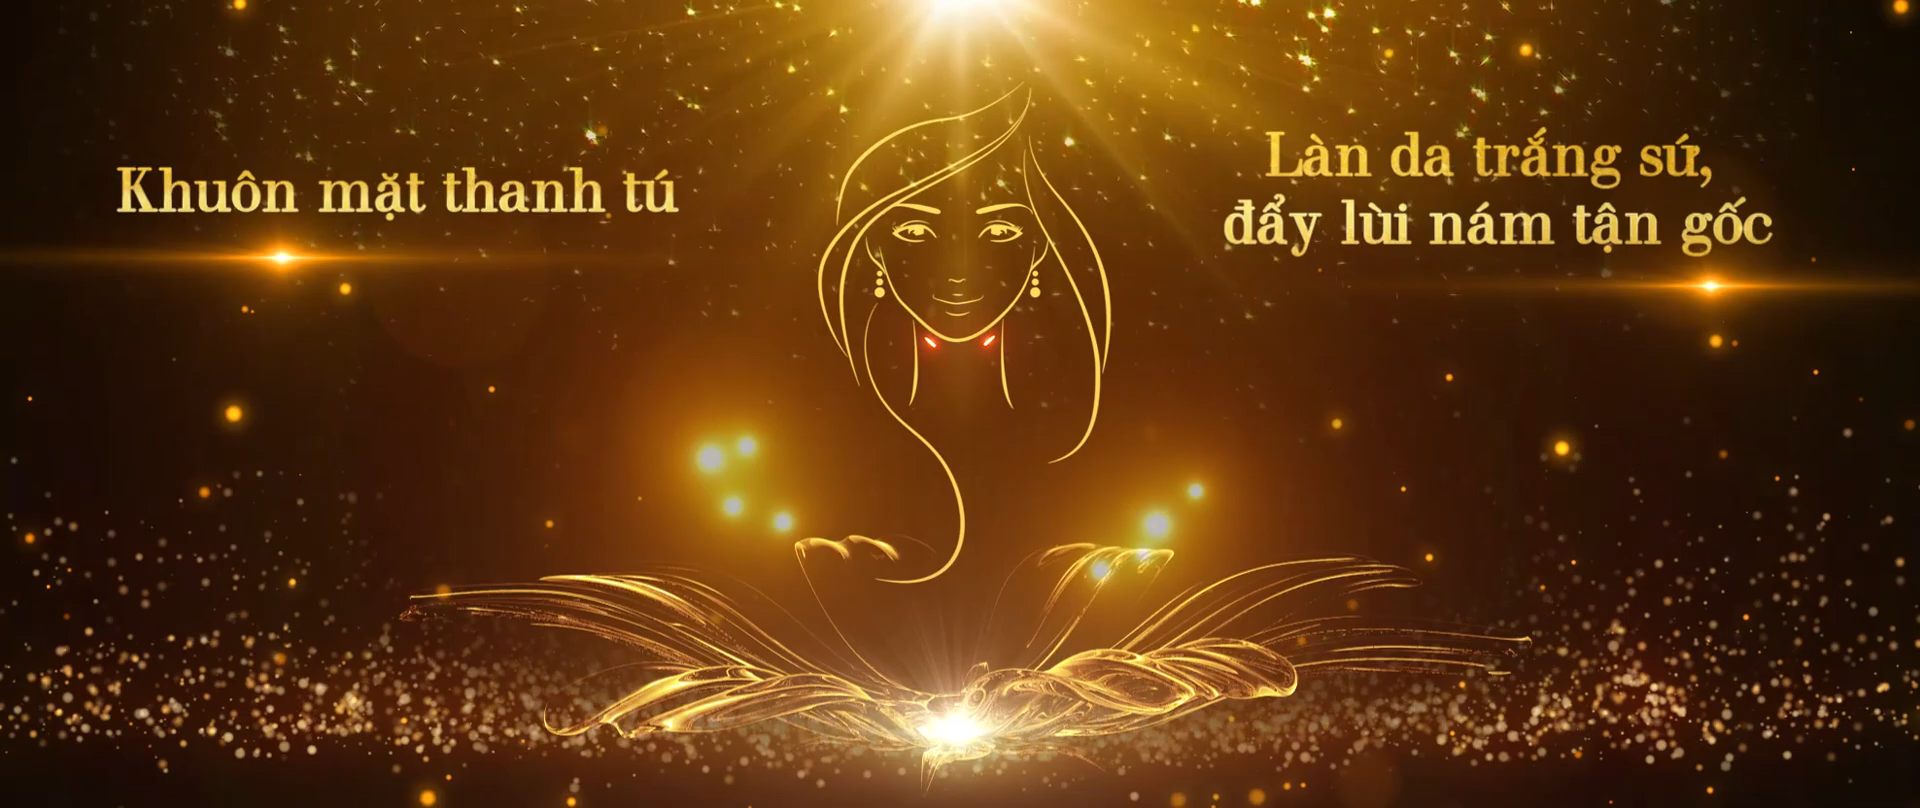 Khuôn mặt thanh tú
Làn da trắng sứ,
đẩy lùi nám tận gốc